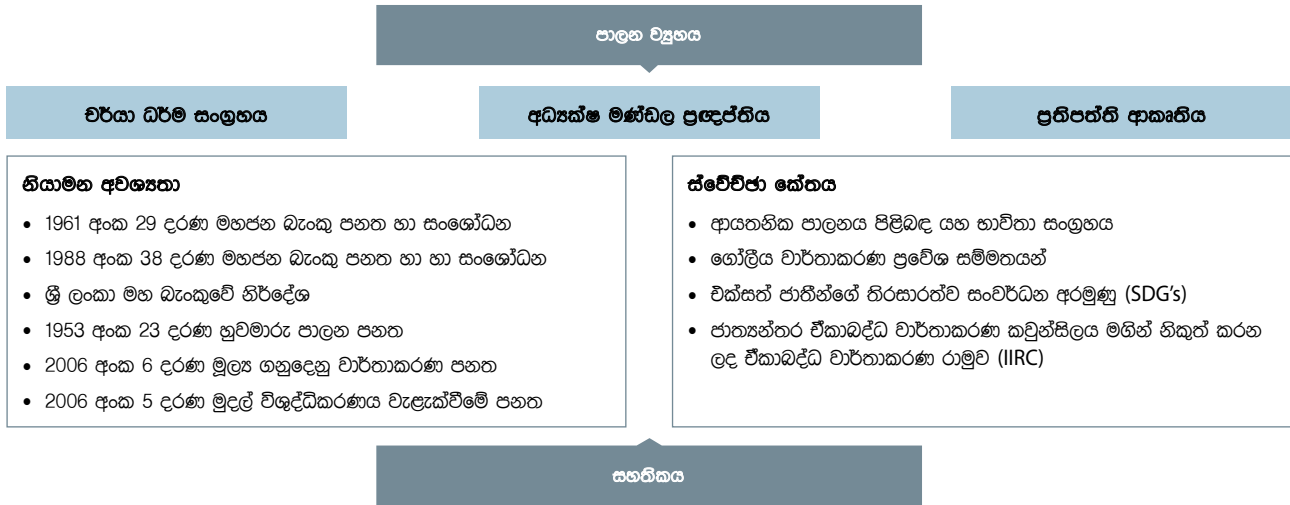 පාලන ව්‍යුහය
චර්යා ධර්ම සංග්‍රහය
අධ්‍යක්ෂ මණ්ඩල ප්‍රඥප්තිය
ප්‍රතිපත්ති ආකෘතිය
නියාමන අවශ්‍යතා
• 1961 අංක 29 දරණ මහජන බැංකු පනත හා සංශෝධන
• 1988 අංක 38 දරණ මහජන බැංකු පනත හා හා සංශෝධන
• ශ්‍රී ලංකා මහ බැංකුවේ නිර්දේශ
• 1953 අංක 23 දරණ හුවමාරු පාලන පනත
• 2006 අංක 6 දරණ මූල්‍ය ගනුදෙනු වාර්තාකරණ පනත
• 2006 අංක 5 දරණ මුදල් විශුද්ධිකරණය වැළැක්වීමේ පනත
ස්වේච්ඡා කේතය
• ආයතනික පාලනය පිළිබඳ යහ භාවිතා සංග්‍රහය
• ගෝලීය වාර්තාකරණ ප්‍රවේශ සම්මතයන්
• එක්සත් ජාතීන්ගේ තිරසාරත්ව සංවර්ධන අරමුණු (SDG's)
• ජාත්‍යන්තර ඒකාබද්ධ වාර්තාකරණ කවුන්සිලය මගින් නිකුත් කරන
ලද ඒකාබද්ධ වාර්තාකරණ රාමුව (IIRC)
සහතිකය